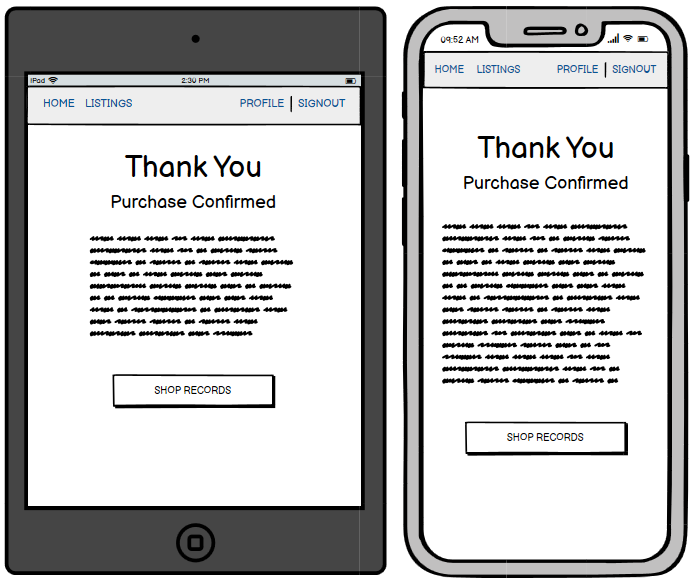 iPad 2:30 PM
HOME LISTINGS PROFILE | SIGNOUT
Thank You
Purchase Confirmed
SHOP RECORDS
09:52 AM
HOME LISTINGS PROFILE | SIGNOUT
Thank You
Purchase Confirmed
SHOP RECORDS